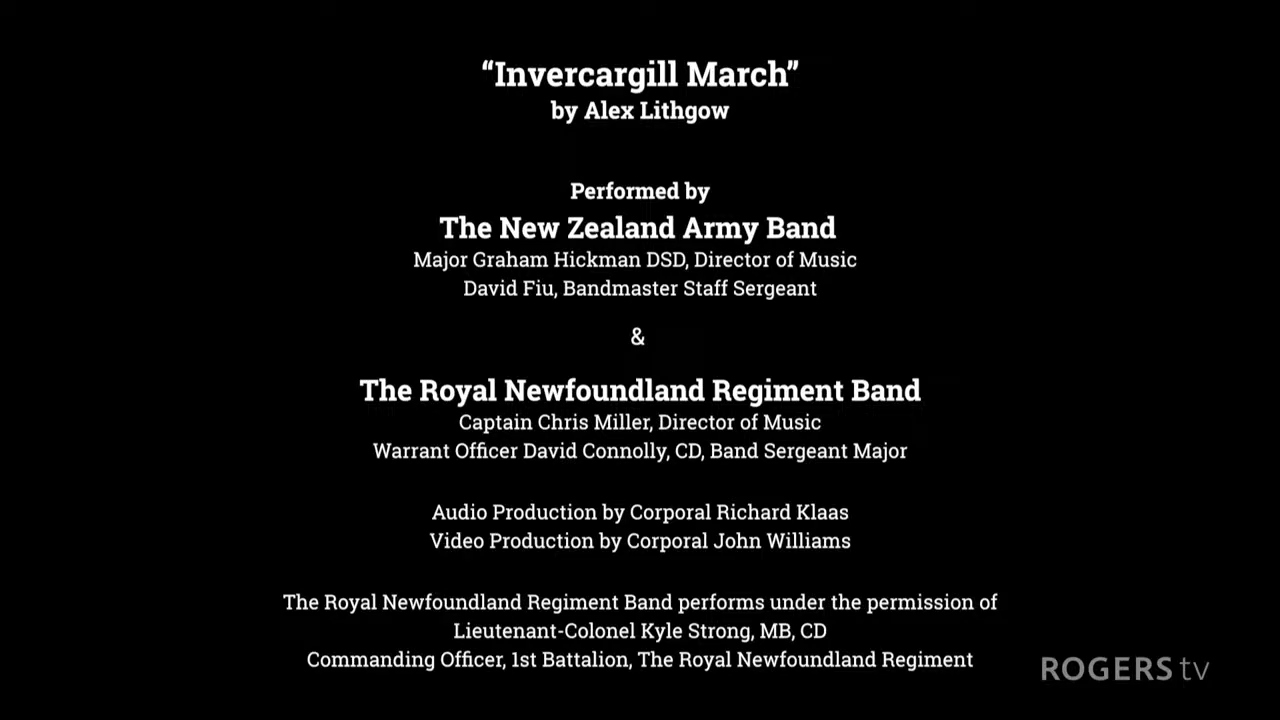 “Invercargill March”
by Alex Lithgow
Performed by
The New Zealand Army Band
Major Graham Hickman DSD, Director of Music
David Fiu, Bandmaster Staff Sergeant
&
The Royal Newfoundland Regiment Band
Captain Chris Miller, Director of Music
Warrant Officer David Connolly, CD, Band Sergeant Major
Audio Production by Corporal Richard Klaas
Video Production by Corporal John Williams
The Royal Newfoundland Regiment Band performs under the permission of
Lieutenant-Colonel Kyle Strong, MB, CD
Commanding Officer, 1st Battalion, The Royal Newfoundland Regiment
ROGERS tv